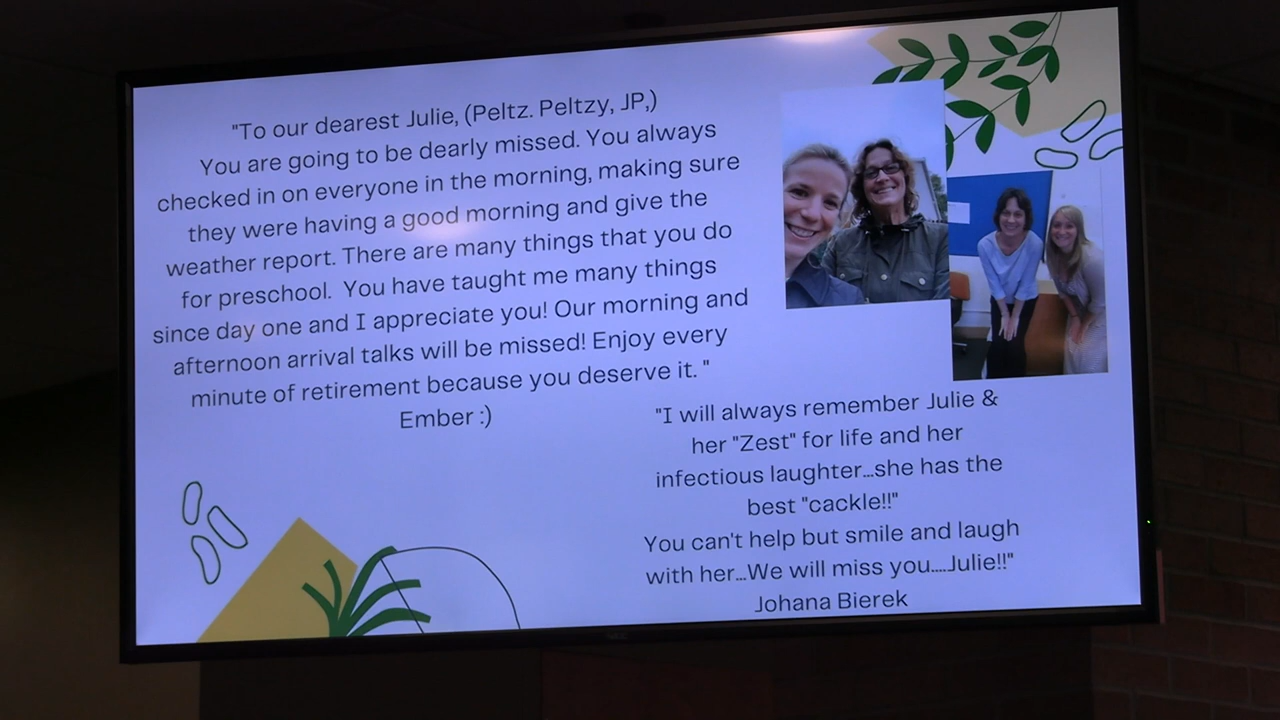 "To our dearest Julie, (Peltz. Peltzy, JP,)
You are going to be dearly missed. You always
checked in on everyone in the morning, making sure
they were having a good morning and give the
weather report. There are many things that you do
for preschool. You have taught me many things
since day one and I appreciate you! Our morning and
afternoon arrival talks will be missed! Enjoy every
minute of retirement because you deserve it. "
Ember :)
"I will always remember Julie &
her "Zest" for life and her
infectious laughter...she has the
best "cackle!!"
You can't help but smile and laugh
with her...We will miss you....Julie!!"
Johana Bierek